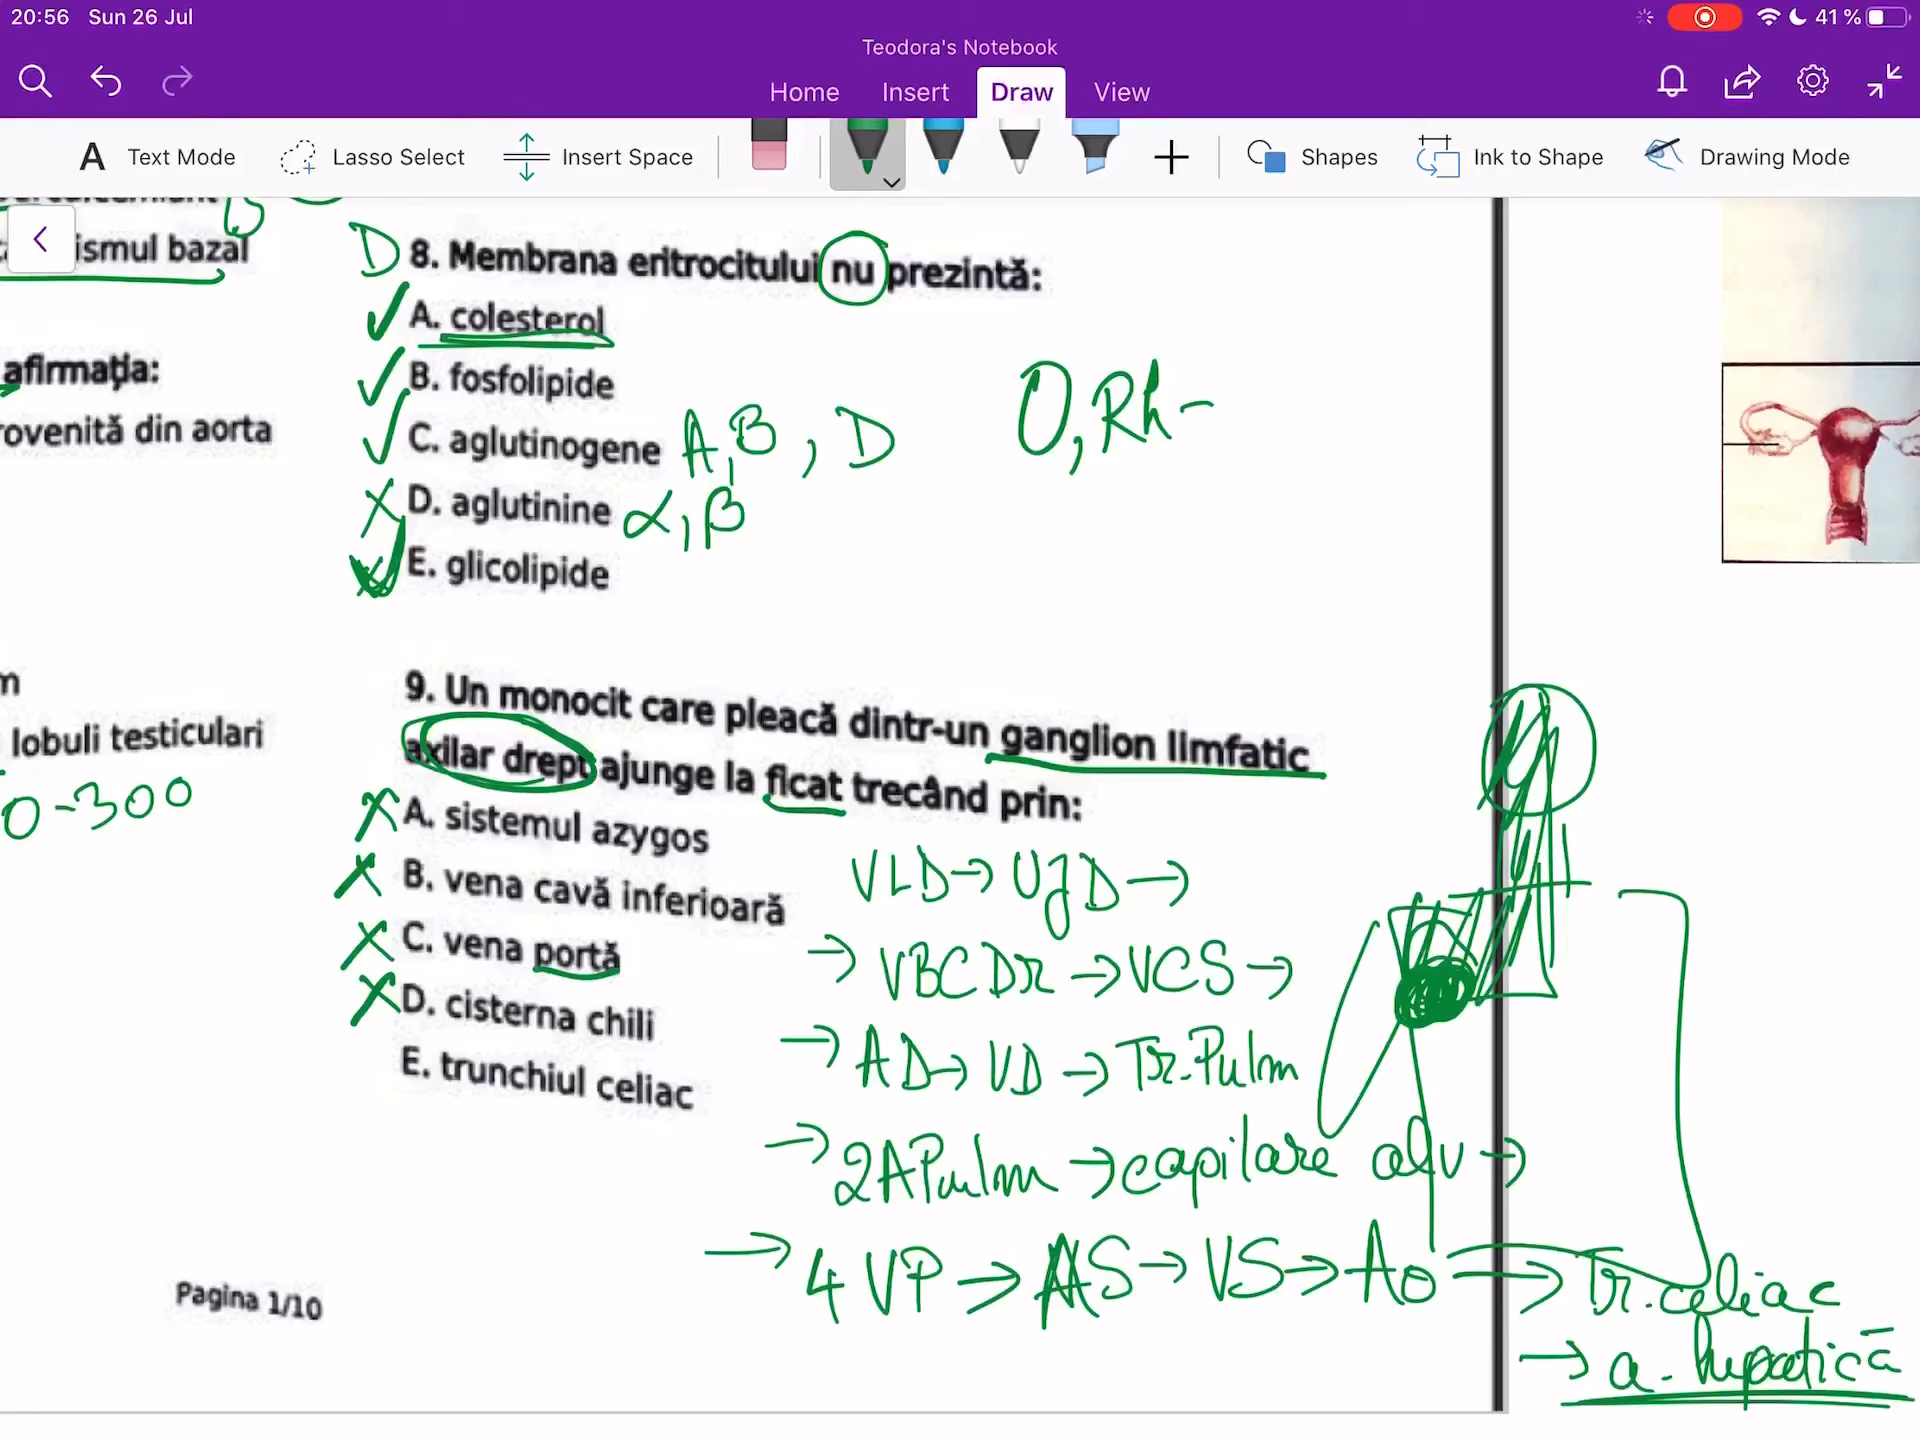 20:56 Sun 26 Jul
41 %
Teodora's Notebook
Home Insert Draw View
A Text Mode Lasso Select Insert Space Shapes Ink to Shape Drawing Mode
B
ismul bazal
afirmaţia:
rovenită din aorta
m
lobuli testiculari
0-300
D 8. Membrana eritrocitului nu prezintă:
A. colesterol
B. fosfolipide
C. aglutinogene A, B, D
O, Rh-
D. aglutinine α, β
E. glicolipide
9. Un monocit care pleacă dintr-un ganglion limfatic
axilar drept ajunge la ficat trecând prin:
A. sistemul azygos
B. vena cavă inferioară
C. vena portă
D. cisterna chili
E. trunchiul celiac
VLD → UJD →
→ VBCDr → VCS →
→ AD → VD → Tr. Pulm
→ 2APulm → capilare alv →
→ 4 VP → AS → VS → Ao → Tr. celiac
→ a. hepatică
Pagina 1/10